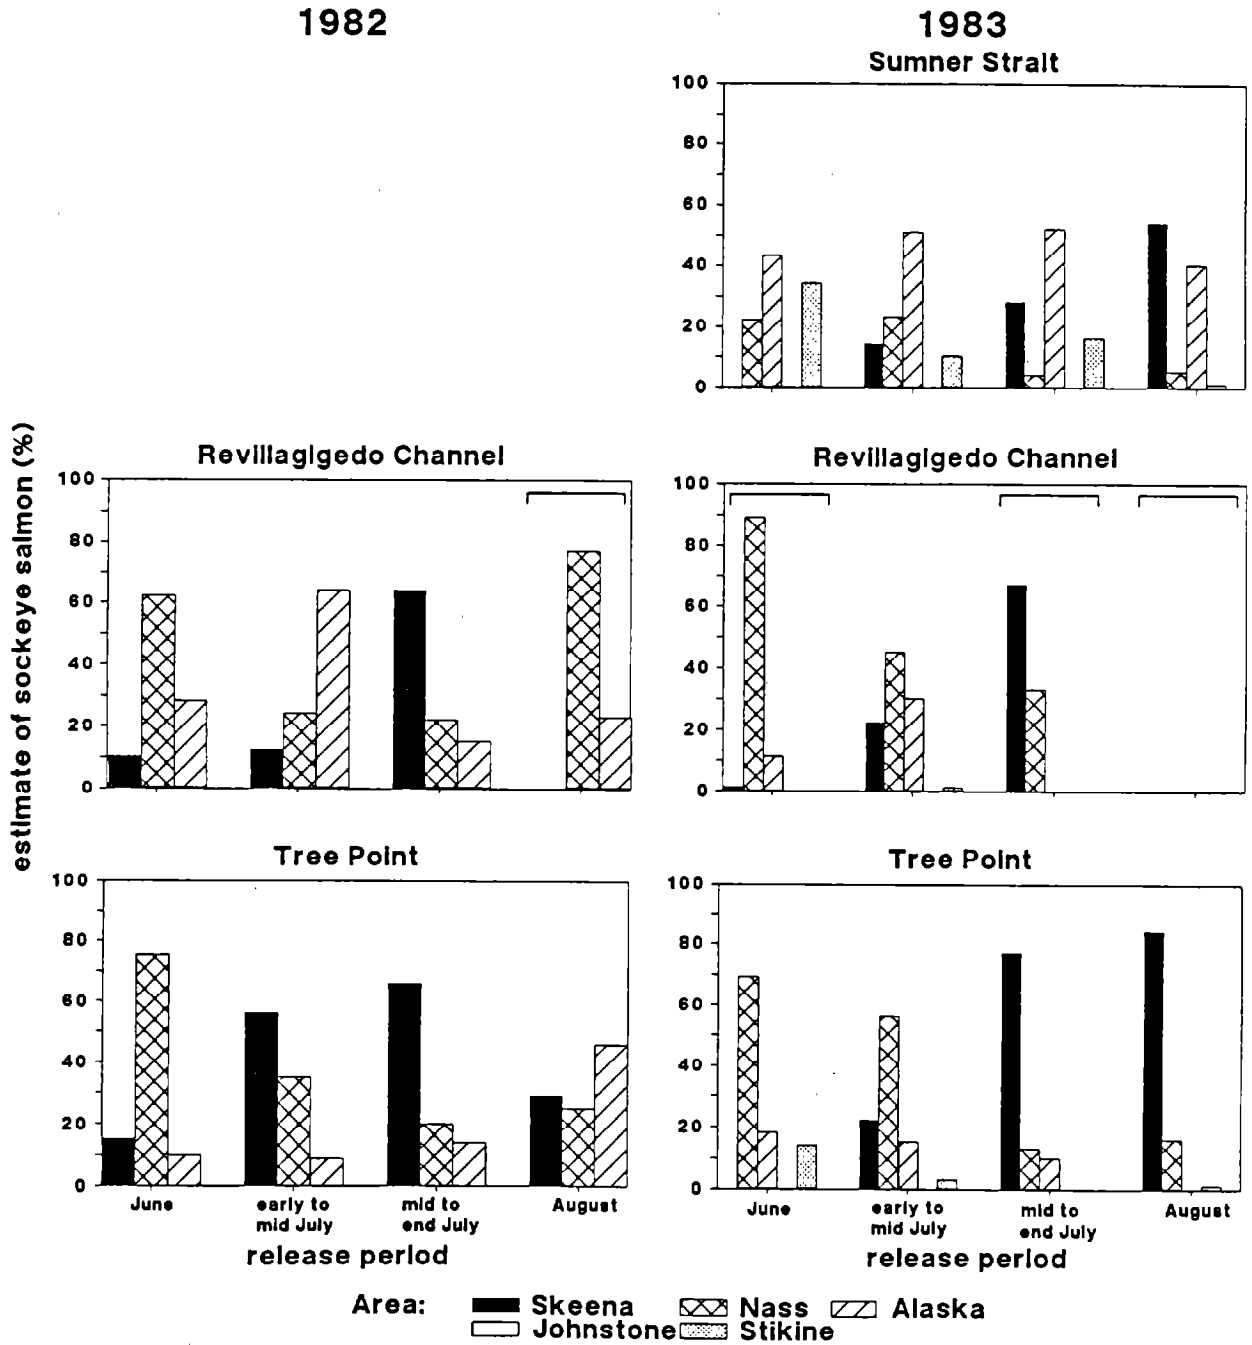 1982
1983
Sumner Strait
100
80
60
40
20
0
estimate of sockeye salmon (%)
Revillagigedo Channel
100
80
60
40
20
0
Revillagigedo Channel
100
80
60
40
20
0
Tree Point
100
80
60
40
20
0
June
early to
mid July
mid to
end July
August
release period
Tree Point
100
80
60
40
20
0
June
early to
mid July
mid to
end July
August
release period
Area: Skeena Nass Alaska
Johnstone Stikine